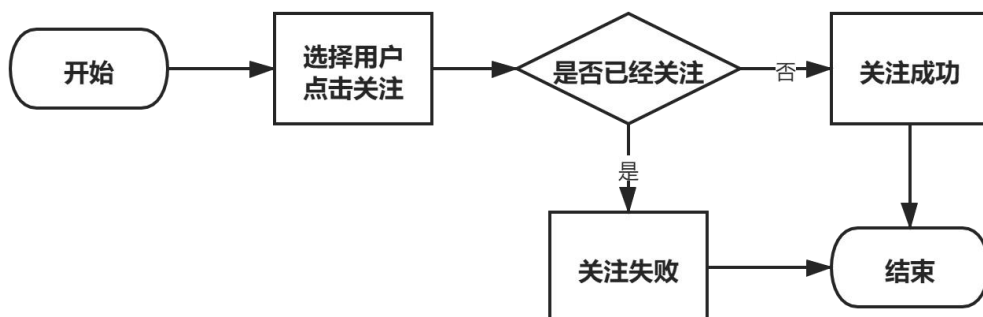 开始
选择用户
点击关注
是否已经关注
否
关注成功
是
关注失败
结束